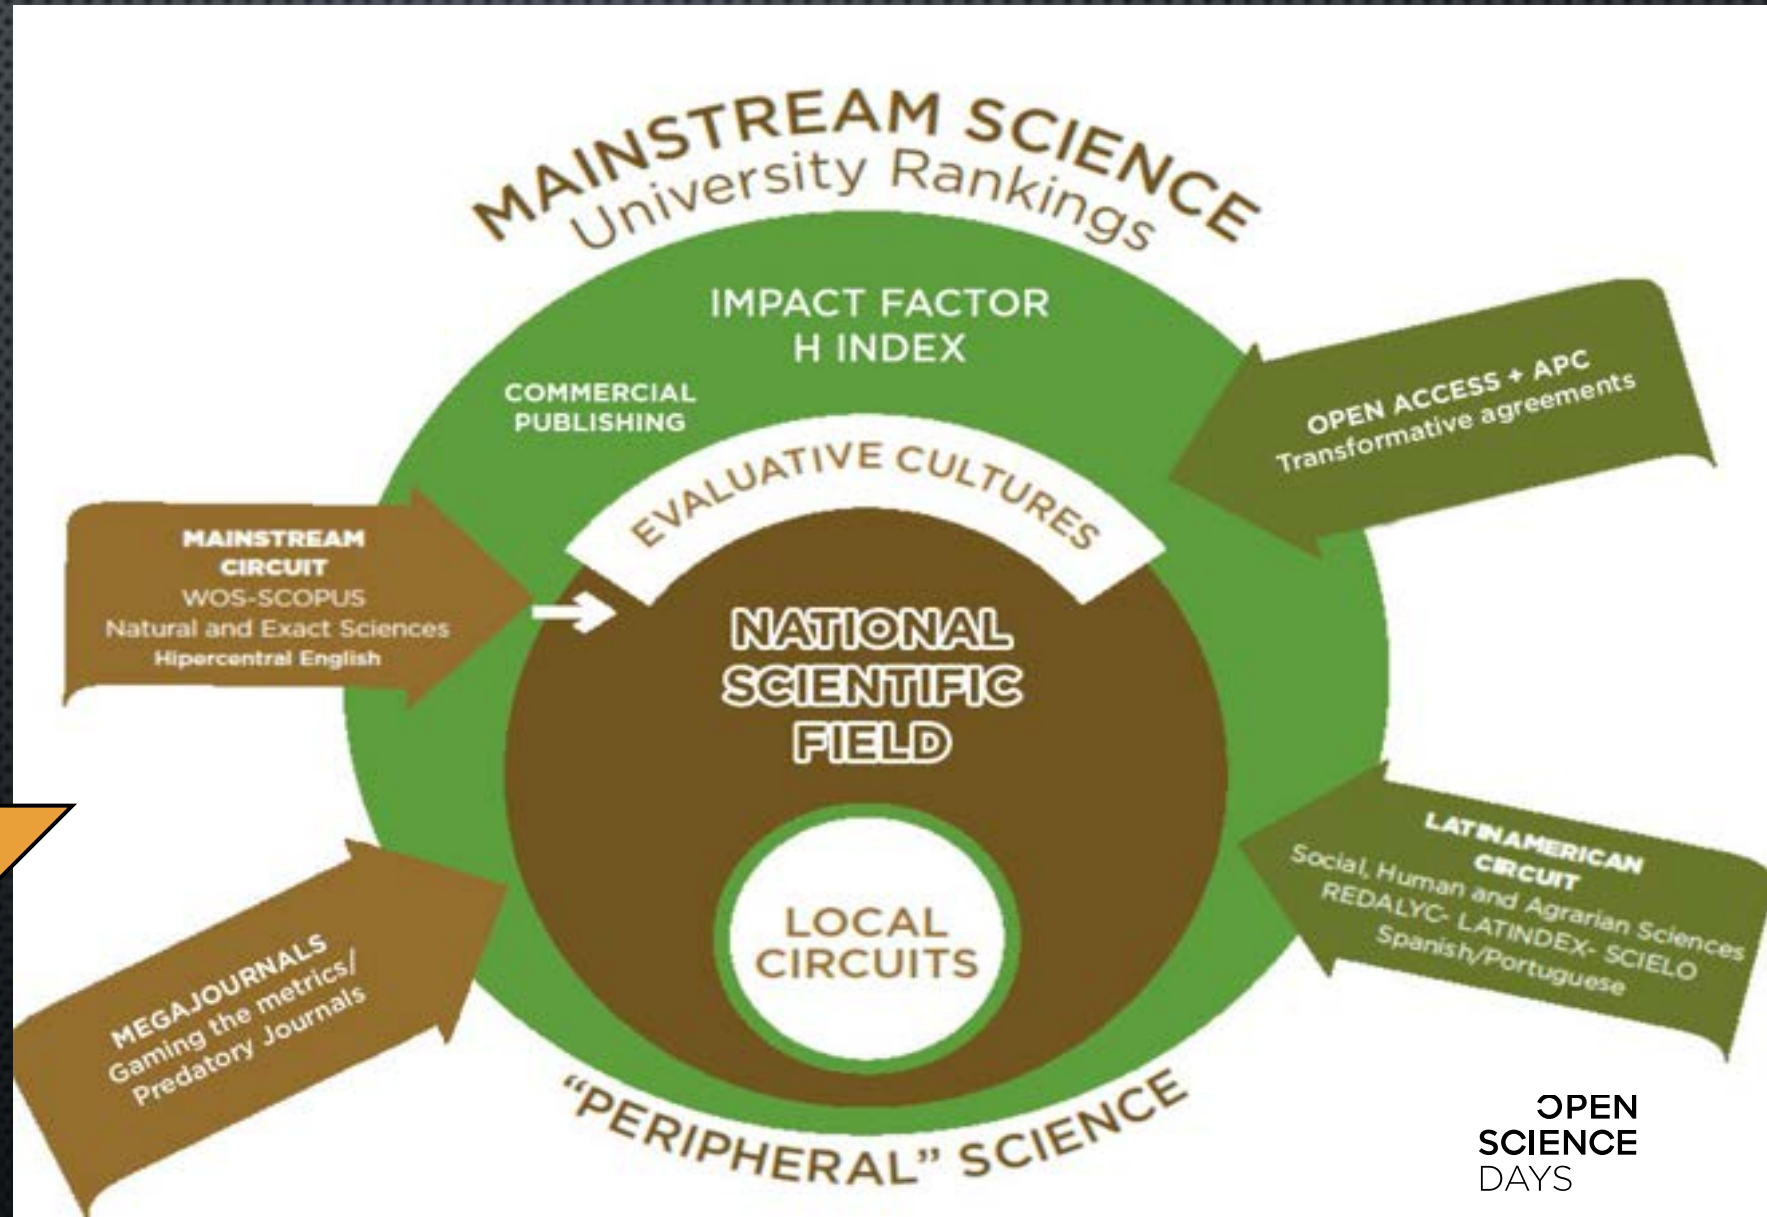 MAINSTREAM SCIENCE
University Rankings
IMPACT FACTOR
H INDEX
COMMERCIAL
PUBLISHING
EVALUATIVE CULTURES
OPEN ACCESS + APC
Transformative agreements
MAINSTREAM
CIRCUIT
WOS-SCOPUS
Natural and Exact Sciences
Hipercentral English
NATIONAL
SCIENTIFIC
FIELD
LATINAMERICAN
CIRCUIT
Social, Human and Agrarian Sciences
REDALYC- LATINDEX- SCIELO
Spanish/Portuguese
LOCAL
CIRCUITS
MEGAJOURNALS
Gaming the metrics/
Predatory Journals
“PERIPHERAL” SCIENCE
OPEN
SCIENCE
DAYS